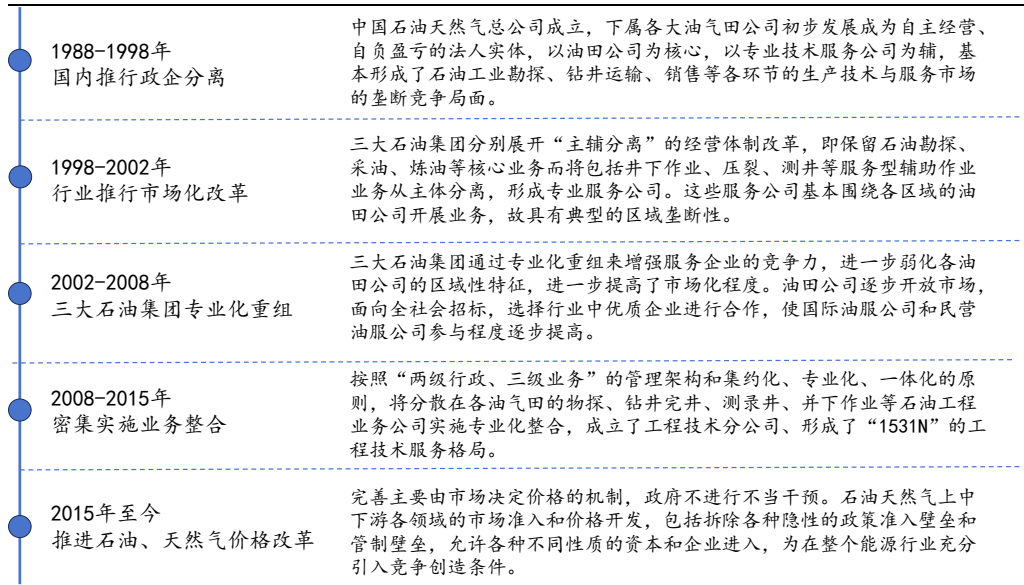 1988-1998年
国内推行政企分离
中国石油天然气总公司成立，下属各大油气田公司初步发展成为自主经营、
自负盈亏的法人实体，以油田公司为核心，以专业技术服务公司为辅，基
本形成了石油工业勘探、钻井运输、销售等各环节的生产技术与服务市场
的垄断竞争局面。
1998-2002年
行业推行市场化改革
三大石油集团分别展开“主辅分离”的经营体制改革，即保留石油勘探、
采油、炼油等核心业务而将包括井下作业、压裂、测井等服务型辅助作业
业务从主体分离，形成专业服务公司。这些服务公司基本围绕各区域的油
田公司开展业务，故具有典型的区域垄断性。
2002-2008年
三大石油集团专业化重组
三大石油集团通过专业化重组来增强服务企业的竞争力，进一步弱化各油
田公司的区域性特征，进一步提高了市场化程度。油田公司逐步开放市场，
面向全社会招标，选择行业中优质企业进行合作，使国际油服公司和民营
油服公司参与程度逐步提高。
2008-2015年
密集实施业务整合
按照“两级行政、三级业务”的管理架构和集约化、专业化、一体化的原
则，将分散在各油气田的物探、钻井完井、测录井、并下作业等石油工程
业务公司实施专业化整合，成立了工程技术分公司、形成了“1531N”的工
程技术服务格局。
2015年至今
推进石油、天然气价格改革
完善主要由市场决定价格的机制，政府不进行不当干预。石油天然气上中
下游各领域的市场准入和价格开发，包括拆除各种隐性的政策准入壁垒和
管制壁垒，允许各种不同性质的资本和企业进入，为在整个能源行业充分
引入竞争创造条件。